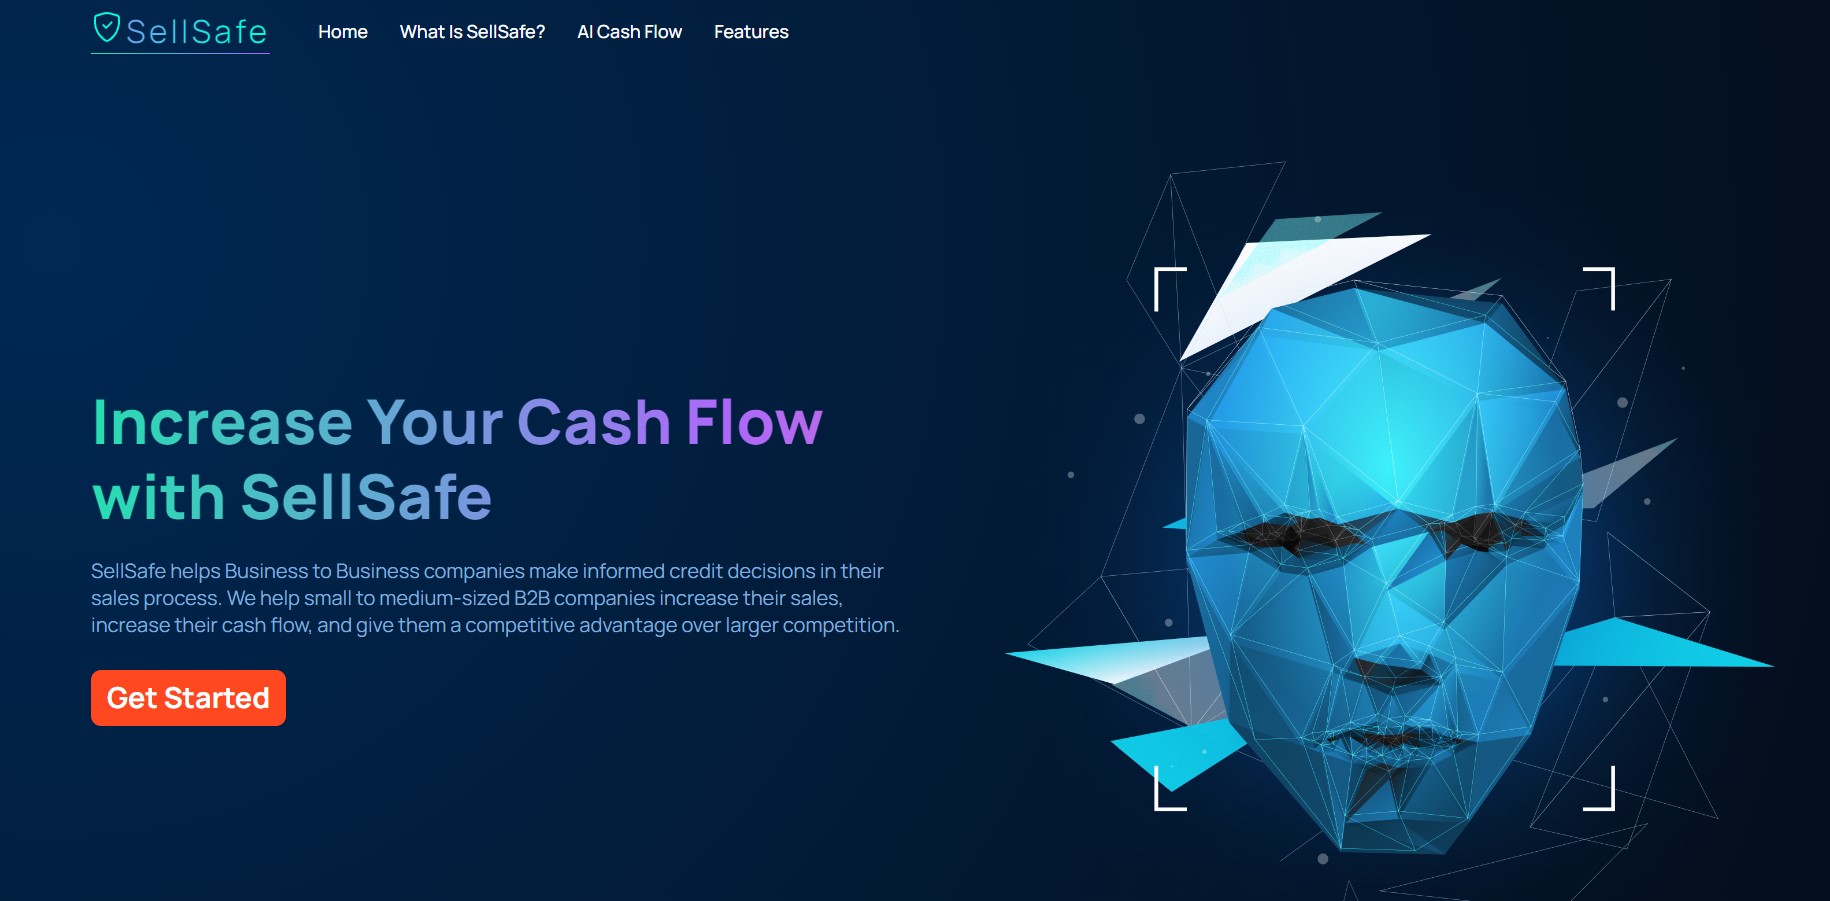 SellSafe
Home
What Is SellSafe?
AI Cash Flow
Features
Increase Your Cash Flow
with SellSafe
SellSafe helps Business to Business companies make informed credit decisions in their
sales process. We help small to medium-sized B2B companies increase their sales,
increase their cash flow, and give them a competitive advantage over larger competition.
Get Started